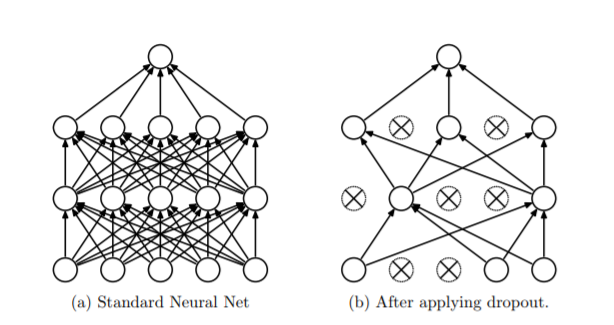 (a) Standard Neural Net
(b) After applying dropout.